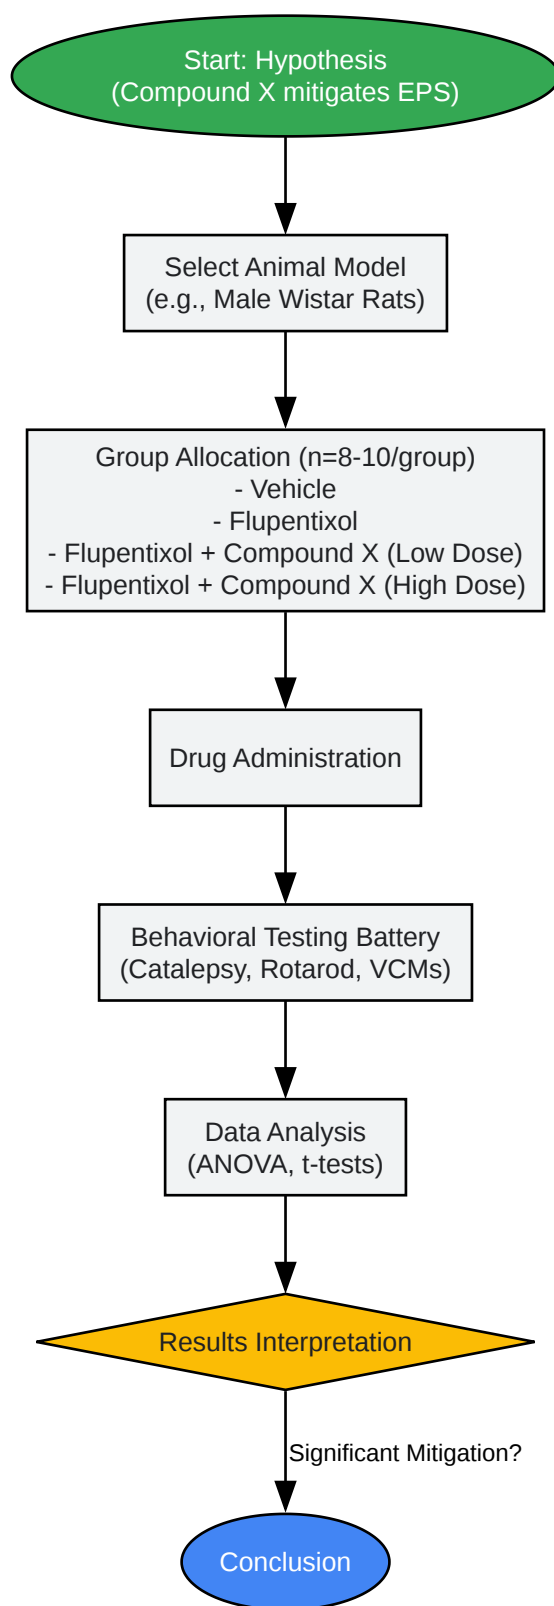 Start: Hypothesis
(Compound X mitigates EPS)
Select Animal Model
(e.g., Male Wistar Rats)
Group Allocation (n=8-10/group)
- Vehicle
- Flupentixol
- Flupentixol + Compound X (Low Dose)
- Flupentixol + Compound X (High Dose)
Drug Administration
Behavioral Testing Battery
(Catalepsy, Rotarod, VCMs)
Data Analysis
(ANOVA, t-tests)
Results Interpretation
Significant Mitigation?
Conclusion